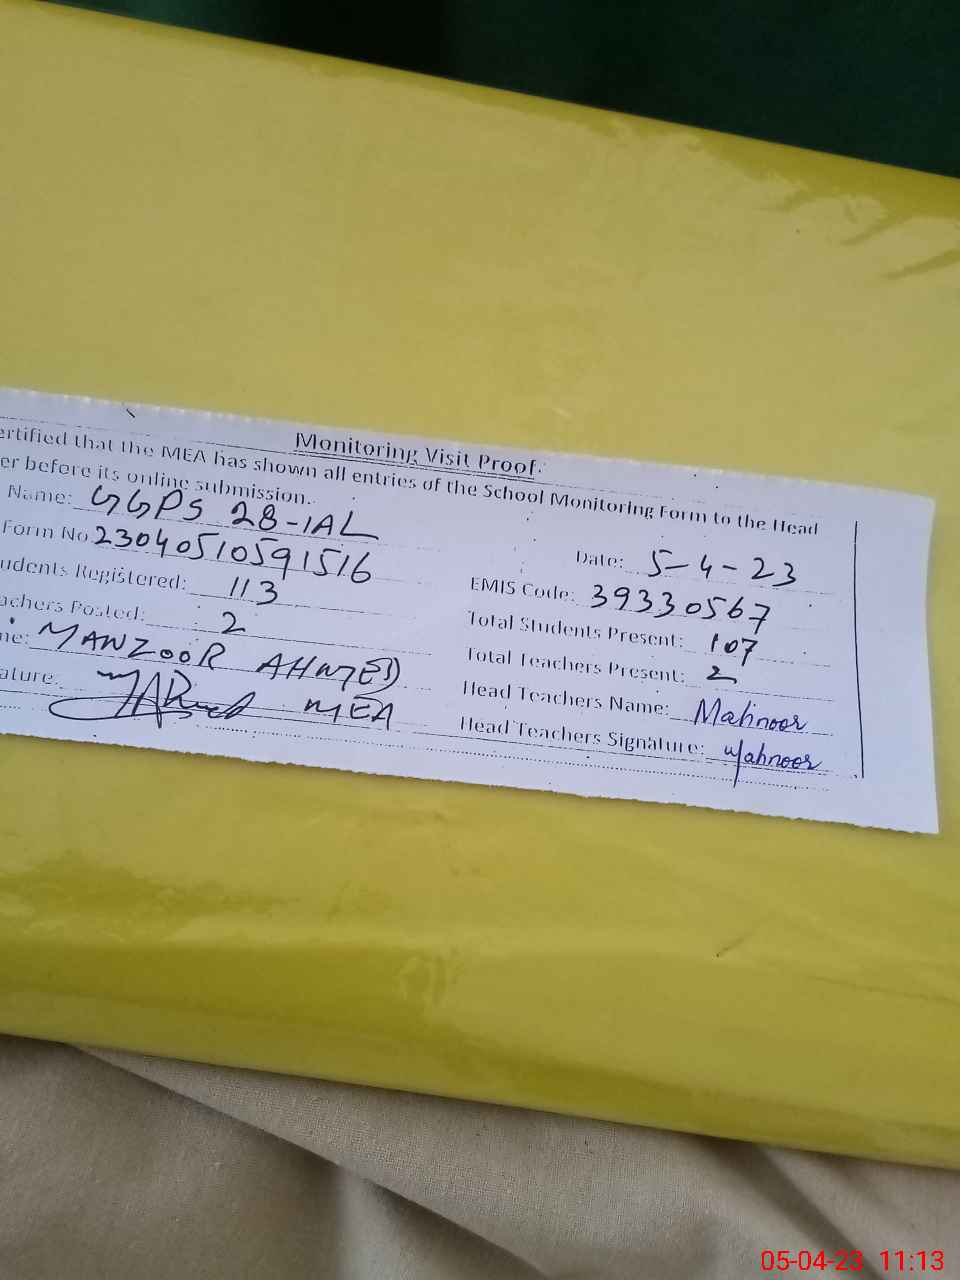 Monitoring Visit Proof.
ertified that the MEA has shown all entries of the School Monitoring Form to the Head
er before its online submission.
Name: GGPS 28-1AL
Date: 5-4-23
Form No 23040510591516
EMIS Code: 39330567
udents Registered: 113
Total Students Present: 107
achers Posted: 2
Total Teachers Present: 2
ne: MANZOOR AHMED
Head Teachers Name: Mahnoor
ature: MEA
Head Teachers Signature: Mahnoor
05-04-23 11:13